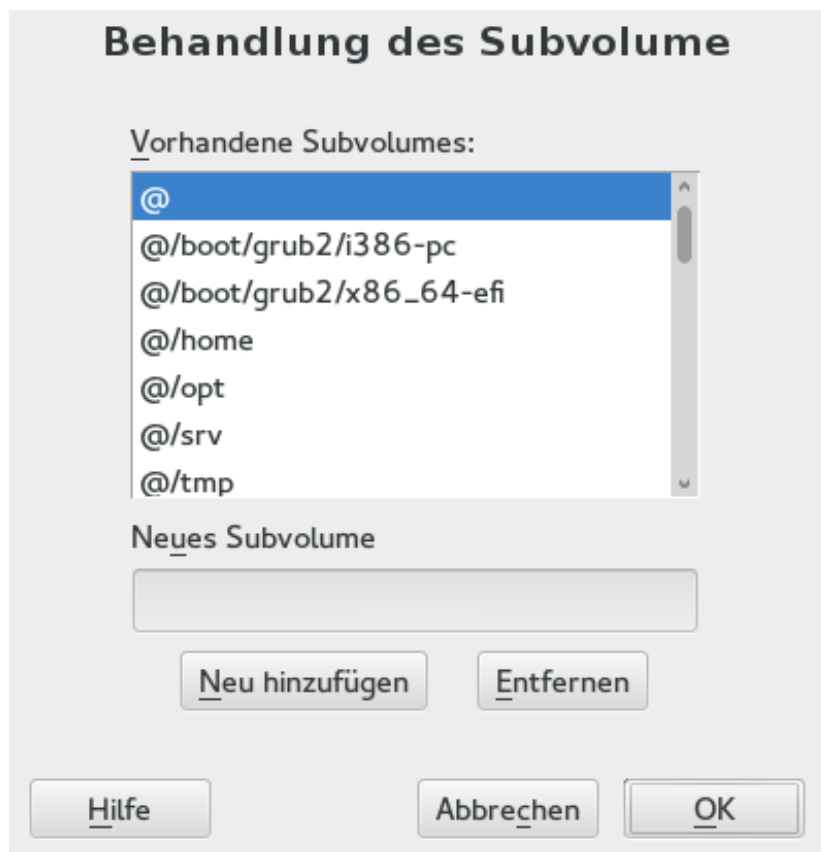 Behandlung des Subvolume
Vorhandene Subvolumes:
@
@/boot/grub2/i386-pc
@/boot/grub2/x86_64-efi
@/home
@/opt
@/srv
@/tmp
Neues Subvolume
Neu hinzufügen Entfernen
Hilfe Abbrechen OK